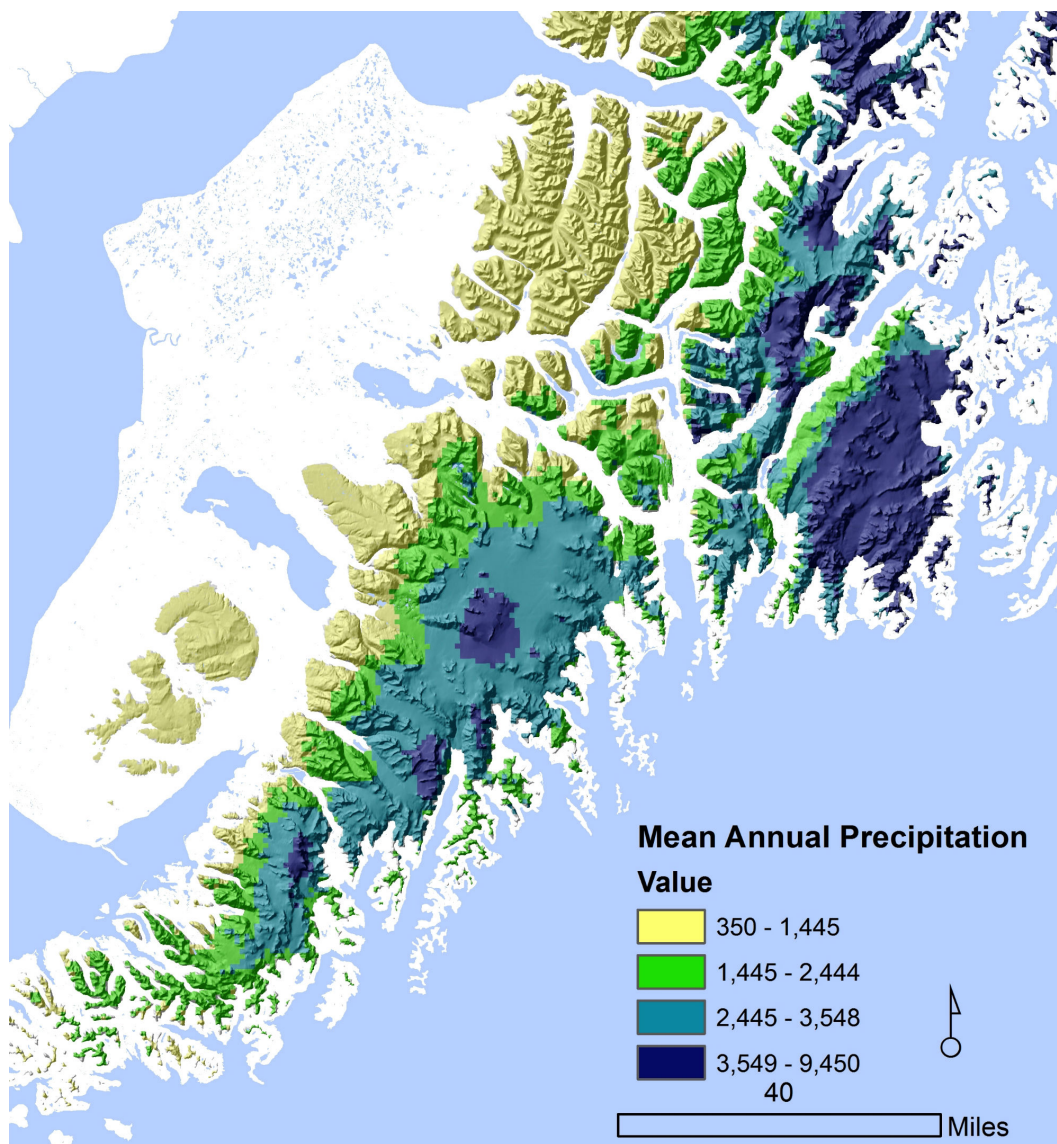 Mean Annual Precipitation
Value
350 - 1,445
1,445 - 2,444
2,445 - 3,548
3,549 - 9,450
40
Miles